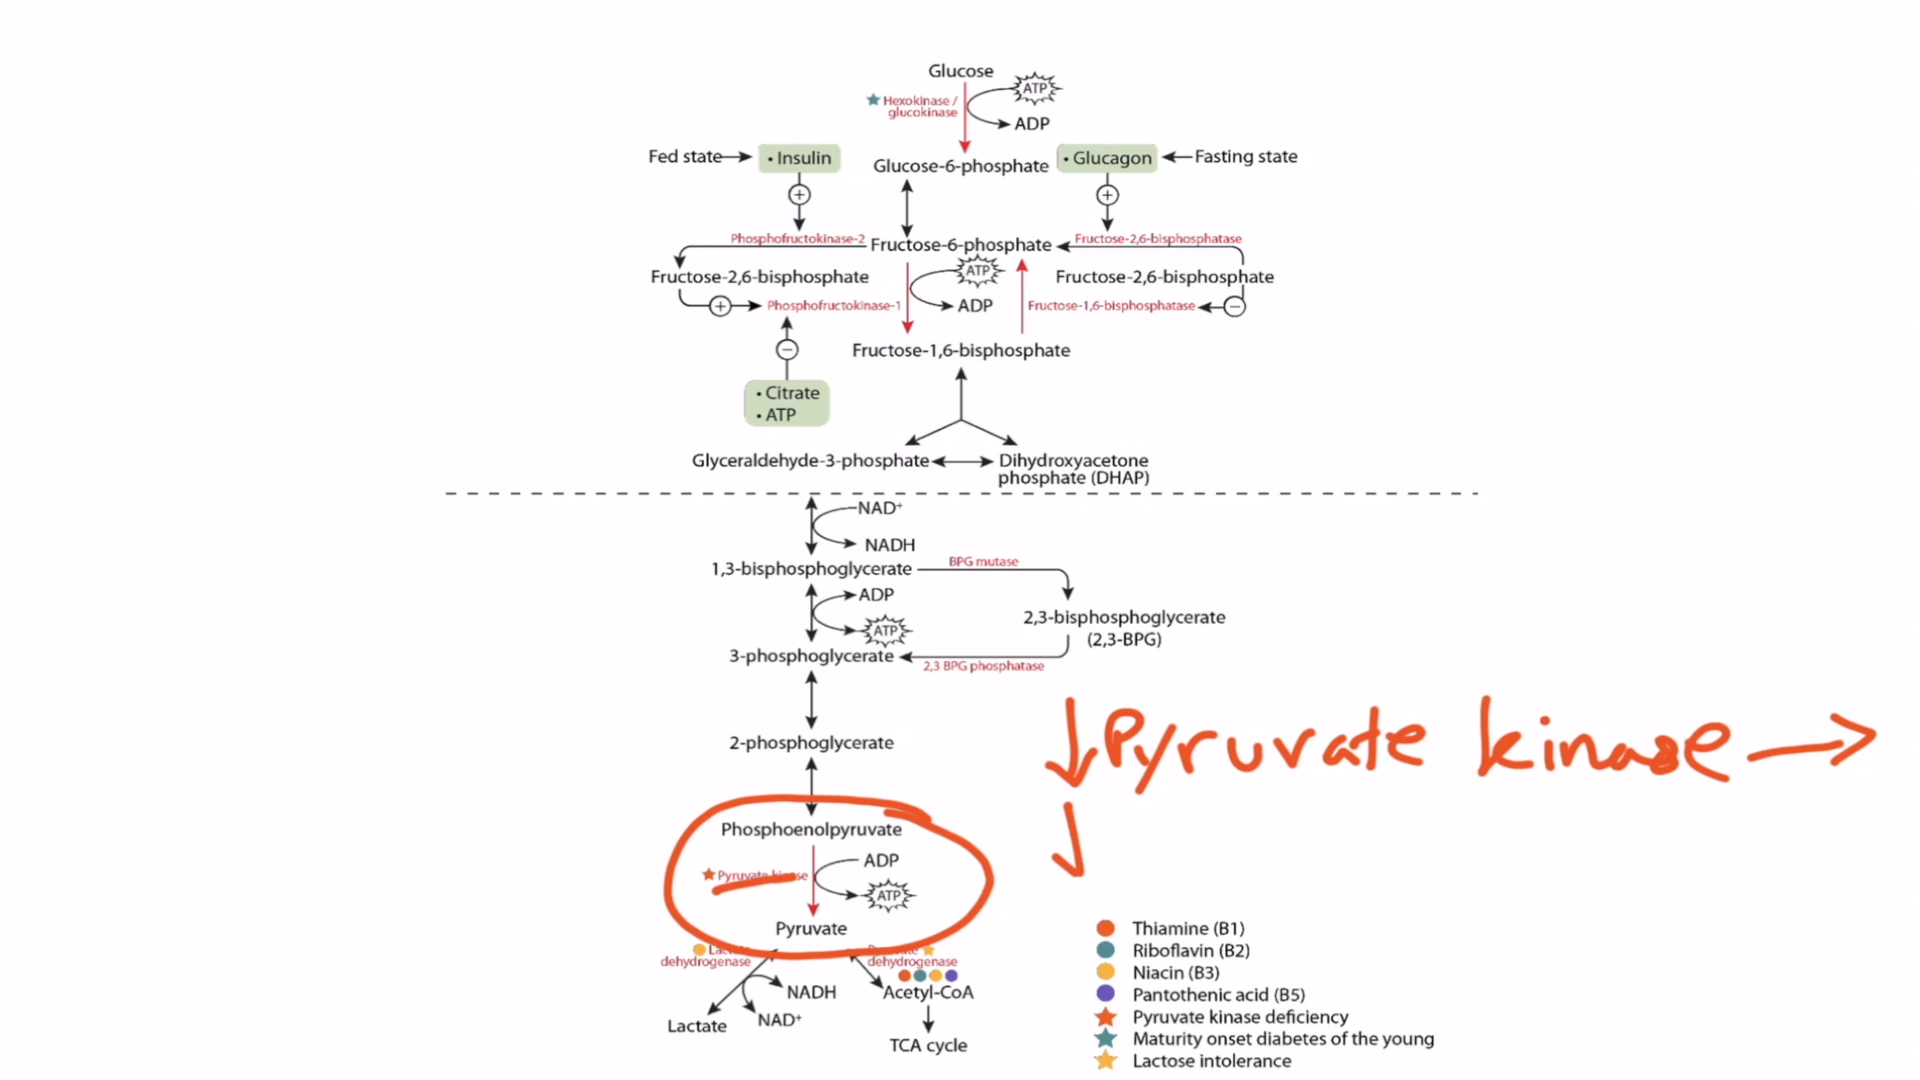 Glucose
ATP
Hexokinase /
glucokinase
ADP
Fed state
• Insulin
Glucose-6-phosphate
• Glucagon
Fasting state
+
+
Phosphofructokinase-2
Fructose-6-phosphate
Fructose-2,6-bisphosphatase
Fructose-2,6-bisphosphate
ATP
Fructose-2,6-bisphosphate
+
Phosphofructokinase-1
ADP
Fructose-1,6-bisphosphatase
−
−
Fructose-1,6-bisphosphate
• Citrate
• ATP
Glyceraldehyde-3-phosphate
Dihydroxyacetone
phosphate (DHAP)
NAD⁺
NADH
1,3-bisphosphoglycerate
BPG mutase
ADP
ATP
2,3-bisphosphoglycerate
(2,3-BPG)
3-phosphoglycerate
2,3 BPG phosphatase
2-phosphoglycerate
↓Pyruvate kinase →
↓
Phosphoenolpyruvate
ADP
Pyruvate kinase
ATP
Pyruvate
dehydrogenase
dehydrogenase
NADH
NAD⁺
Lactate
Acetyl-CoA
TCA cycle
Thiamine (B1)
Riboflavin (B2)
Niacin (B3)
Pantothenic acid (B5)
Pyruvate kinase deficiency
Maturity onset diabetes of the young
Lactose intolerance